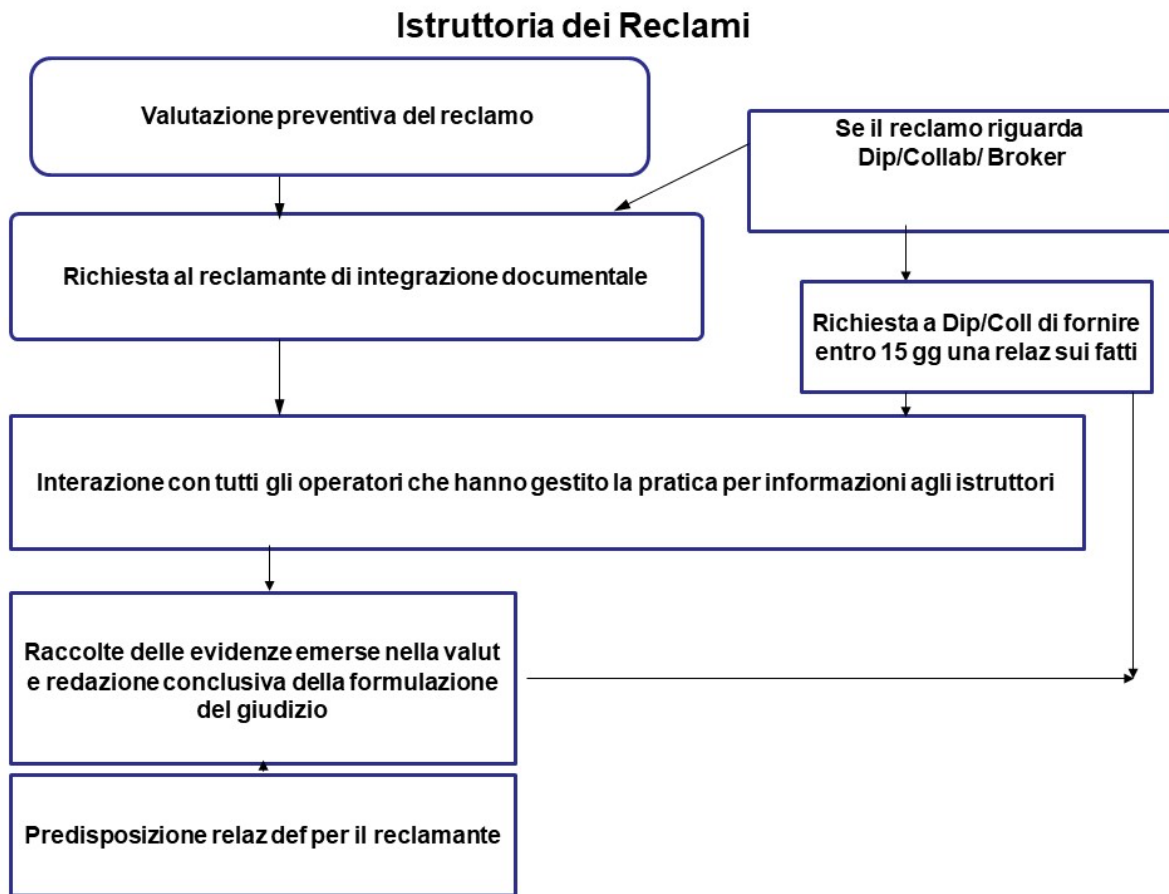 Istruttoria dei Reclami
Valutazione preventiva del reclamo
Se il reclamo riguarda
Dip/Collab/ Broker
Richiesta al reclamante di integrazione documentale
Richiesta a Dip/Coll di fornire
entro 15 gg una relaz sui fatti
Interazione con tutti gli operatori che hanno gestito la pratica per informazioni agli istruttori
Raccolte delle evidenze emerse nella valut
e redazione conclusiva della formulazione
del giudizio
Predisposizione relaz def per il reclamante